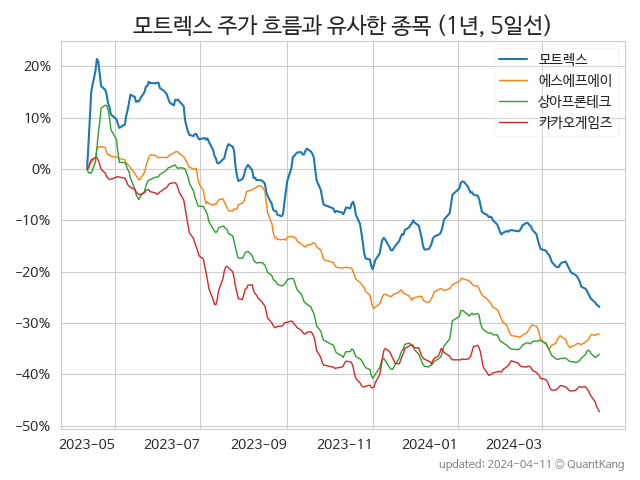 모트렉스 주가 흐름과 유사한 종목 (1년, 5일선)
모트렉스
에스에프에이
상아프론테크
카카오게임즈
20%
10%
0%
−10%
−20%
−30%
−40%
−50%
2023-05 2023-07 2023-09 2023-11 2024-01 2024-03
updated: 2024-04-11 © QuantKang